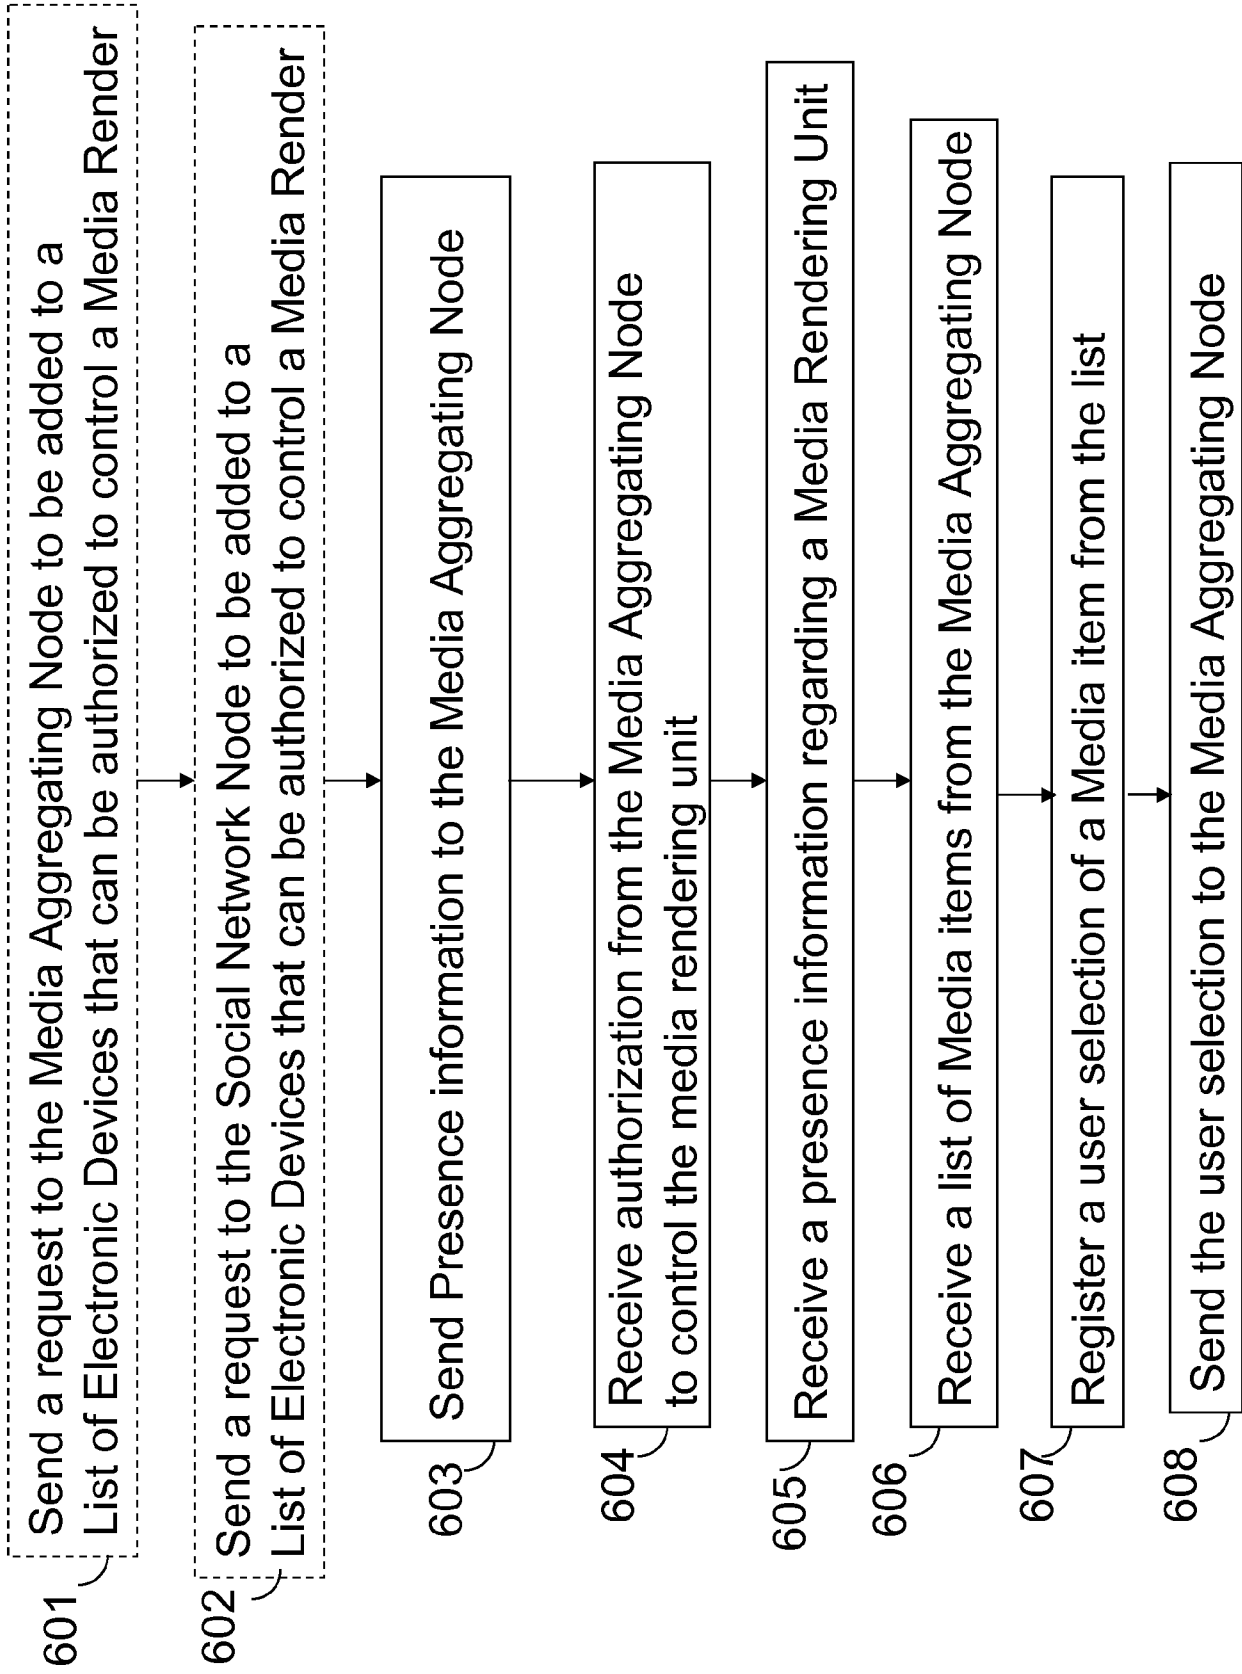 Send a request to the Media Aggregating Node to be added to a
List of Electronic Devices that can be authorized to control a Media Render
601
Send a request to the Social Network Node to be added to a
List of Electronic Devices that can be authorized to control a Media Render
602
Send Presence information to the Media Aggregating Node
603
Receive authorization from the Media Aggregating Node
to control the media rendering unit
604
Receive a presence information regarding a Media Rendering Unit
605
Receive a list of Media items from the Media Aggregating Node
606
Register a user selection of a Media item from the list
607
Send the user selection to the Media Aggregating Node
608